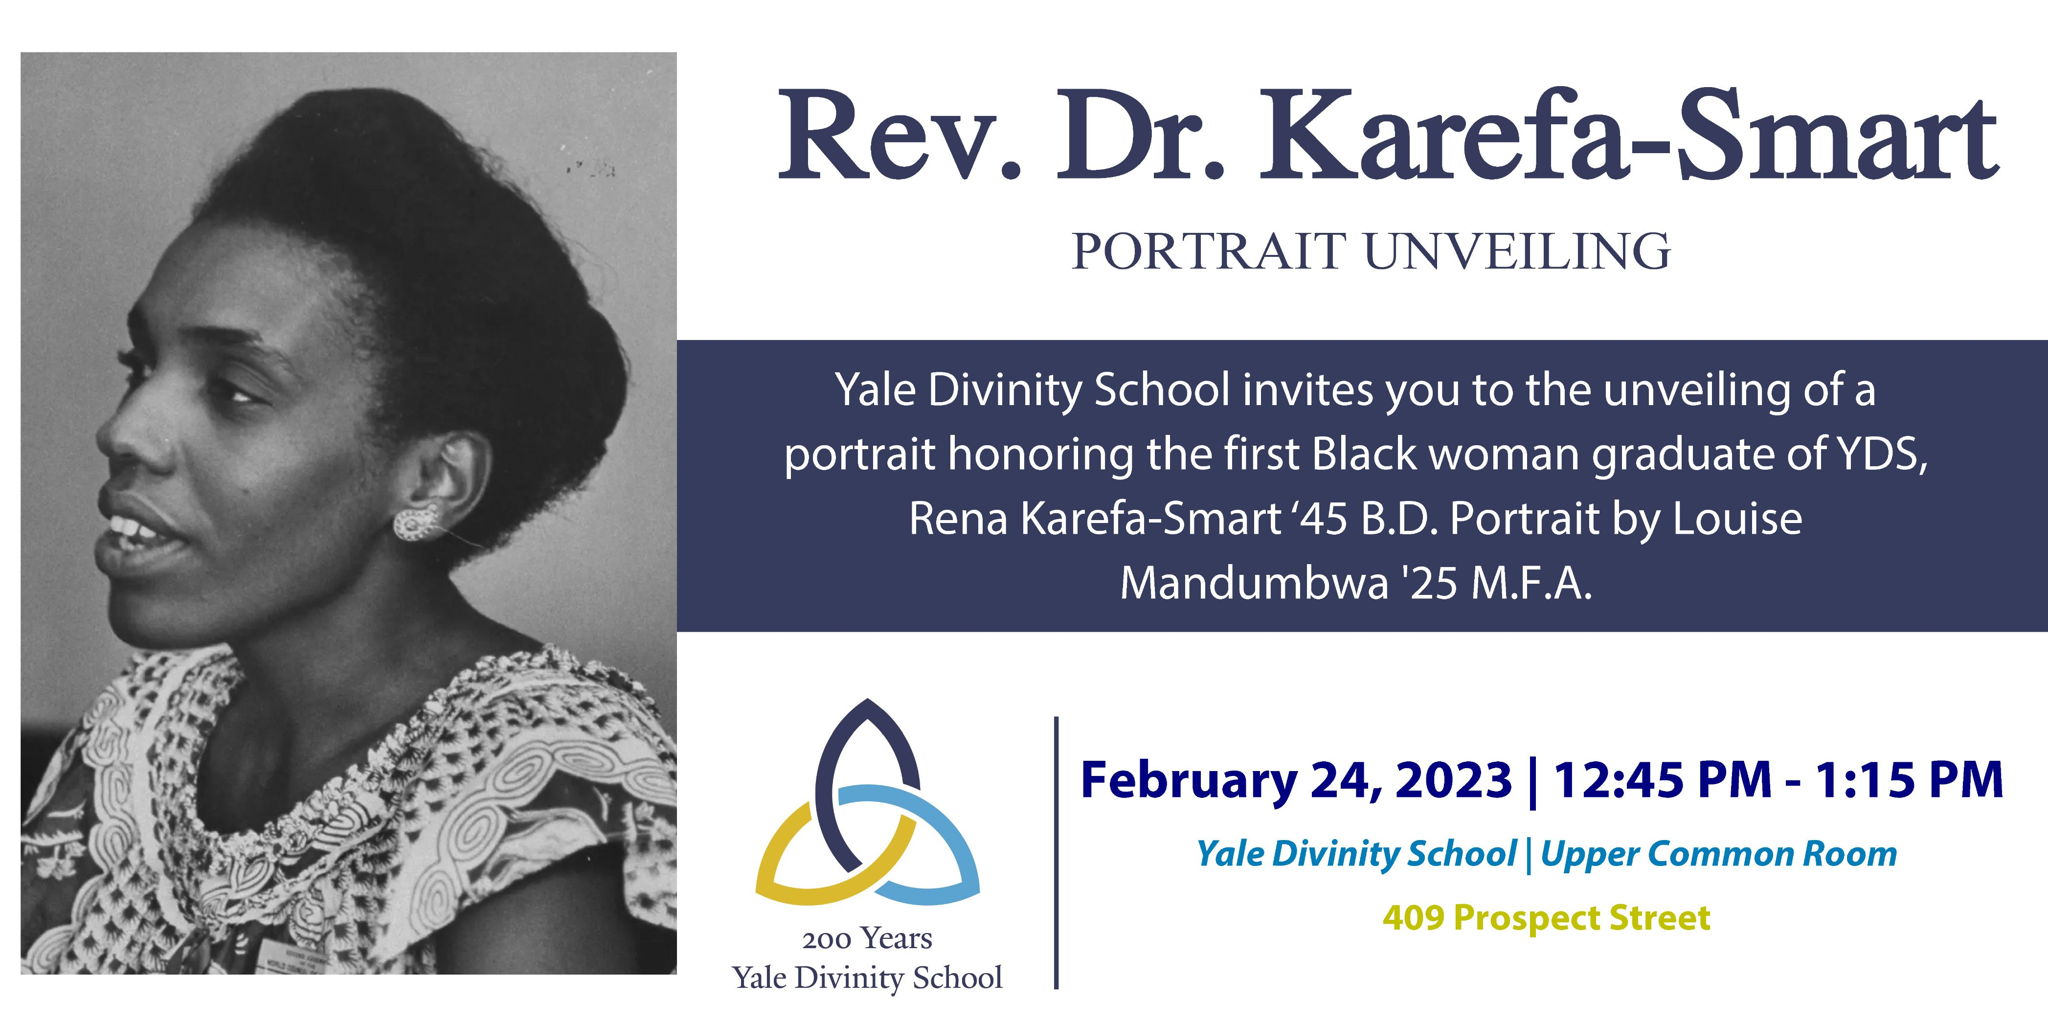 Rev. Dr. Karefa-Smart
PORTRAIT UNVEILING
Yale Divinity School invites you to the unveiling of a
portrait honoring the first Black woman graduate of YDS,
Rena Karefa-Smart ‘45 B.D. Portrait by Louise
Mandumbwa '25 M.F.A.
200 Years
Yale Divinity School
February 24, 2023 | 12:45 PM - 1:15 PM
Yale Divinity School | Upper Common Room
409 Prospect Street